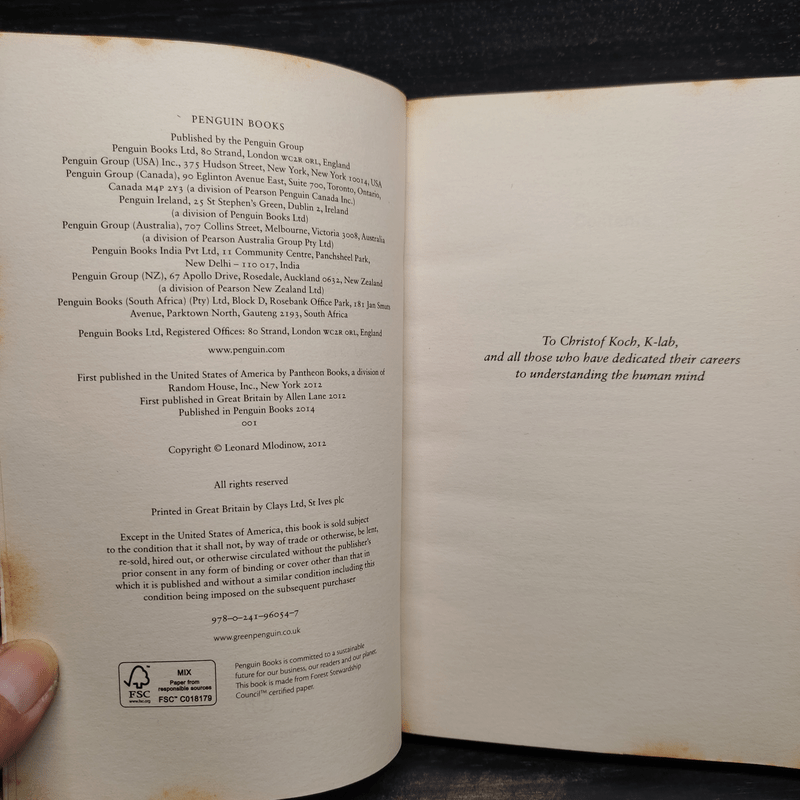 PENGUIN BOOKS
Published by the Penguin Group
Penguin Books Ltd, 80 Strand, London WC2R 0RL, England
Penguin Group (USA) Inc., 375 Hudson Street, New York, New York 10014, USA
Penguin Group (Canada), 90 Eglinton Avenue East, Suite 700, Toronto, Ontario,
Canada M4P 2Y3 (a division of Pearson Penguin Canada Inc.)
Penguin Ireland, 25 St Stephen's Green, Dublin 2, Ireland
(a division of Penguin Books Ltd)
Penguin Group (Australia), 707 Collins Street, Melbourne, Victoria 3008, Australia
(a division of Pearson Australia Group Pty Ltd)
Penguin Books India Pvt Ltd, 11 Community Centre, Panchsheel Park,
New Delhi – 110 017, India
Penguin Group (NZ), 67 Apollo Drive, Rosedale, Auckland 0632, New Zealand
(a division of Pearson New Zealand Ltd)
Penguin Books (South Africa) (Pty) Ltd, Block D, Rosebank Office Park, 181 Jan Smuts
Avenue, Parktown North, Gauteng 2193, South Africa
Penguin Books Ltd, Registered Offices: 80 Strand, London WC2R 0RL, England
www.penguin.com
First published in the United States of America by Pantheon Books, a division of
Random House, Inc., New York 2012
First published in Great Britain by Allen Lane 2012
Published in Penguin Books 2014
001
Copyright © Leonard Mlodinow, 2012
All rights reserved
Printed in Great Britain by Clays Ltd, St Ives plc
Except in the United States of America, this book is sold subject
to the condition that it shall not, by way of trade or otherwise, be lent,
re-sold, hired out, or otherwise circulated without the publisher's
prior consent in any form of binding or cover other than that in
which it is published and without a similar condition including this
condition being imposed on the subsequent purchaser
978-0-241-96054-7
www.greenpenguin.co.uk
FSC
www.fsc.org
MIX
Paper from
responsible sources
FSC™ C018179
Penguin Books is committed to a sustainable
future for our business, our readers and our planet.
This book is made from Forest Stewardship
Council™ certified paper.
To Christof Koch, K-lab,
and all those who have dedicated their careers
to understanding the human mind